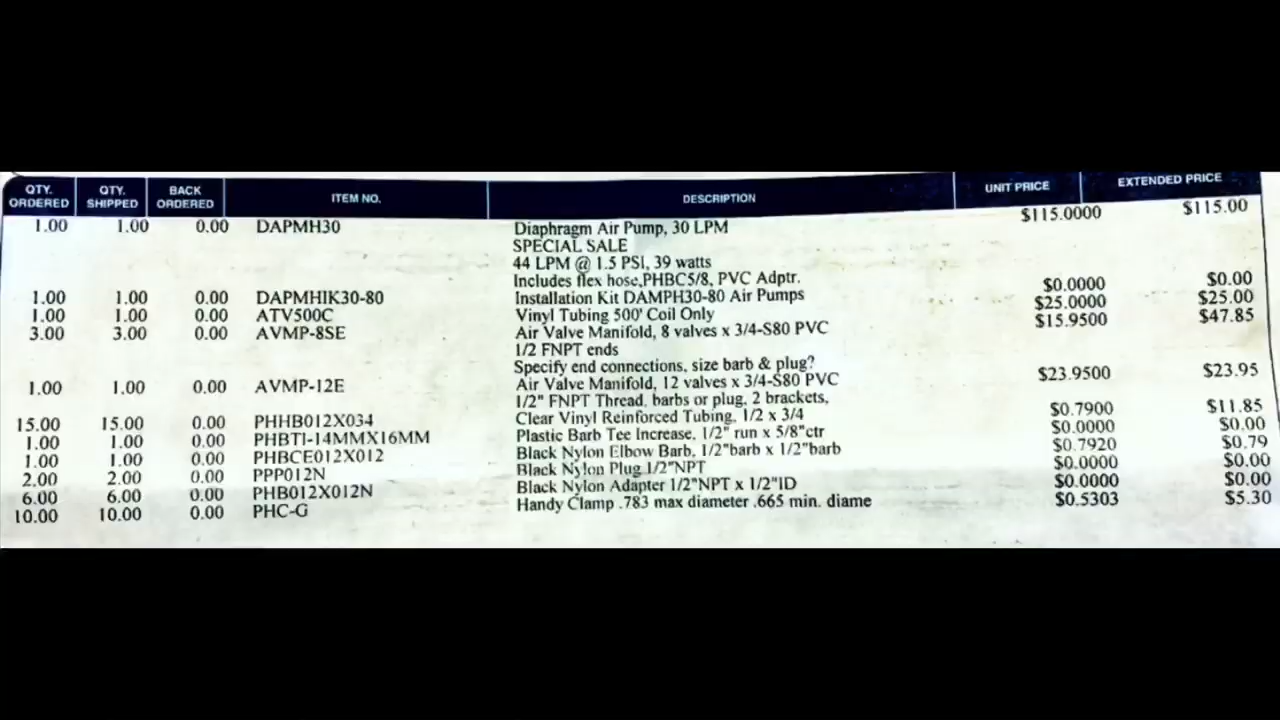 QTY. ORDERED QTY. SHIPPED BACK ORDERED ITEM NO. DESCRIPTION UNIT PRICE EXTENDED PRICE
1.00 1.00 0.00 DAPMH30 Diaphragm Air Pump, 30 LPM $115.0000 $115.00
SPECIAL SALE
44 LPM @ 1.5 PSI, 39 watts
Includes flex hose,PHBC5/8, PVC Adptr.
1.00 1.00 0.00 DAPMHIK30-80 Installation Kit DAMPH30-80 Air Pumps $0.0000 $0.00
1.00 1.00 0.00 ATV500C Vinyl Tubing 500' Coil Only $25.0000 $25.00
3.00 3.00 0.00 AVMP-8SE Air Valve Manifold, 8 valves x 3/4-S80 PVC $15.9500 $47.85
1/2 FNPT ends
Specify end connections, size barb & plug?
1.00 1.00 0.00 AVMP-12E Air Valve Manifold, 12 valves x 3/4-S80 PVC $23.9500 $23.95
1/2" FNPT Thread, barbs or plug, 2 brackets,
15.00 15.00 0.00 PHHB012X034 Clear Vinyl Reinforced Tubing, 1/2 x 3/4 $0.7900 $11.85
1.00 1.00 0.00 PHBTI-14MMX16MM Plastic Barb Tee Increase, 1/2" run x 5/8"ctr $0.0000 $0.00
1.00 1.00 0.00 PHBCE012X012 Black Nylon Elbow Barb, 1/2"barb x 1/2"barb $0.7920 $0.79
2.00 2.00 0.00 PPP012N Black Nylon Plug 1/2"NPT $0.0000 $0.00
6.00 6.00 0.00 PHB012X012N Black Nylon Adapter 1/2"NPT x 1/2"ID $0.0000 $0.00
10.00 10.00 0.00 PHC-G Handy Clamp .783 max diameter .665 min. diame $0.5303 $5.30